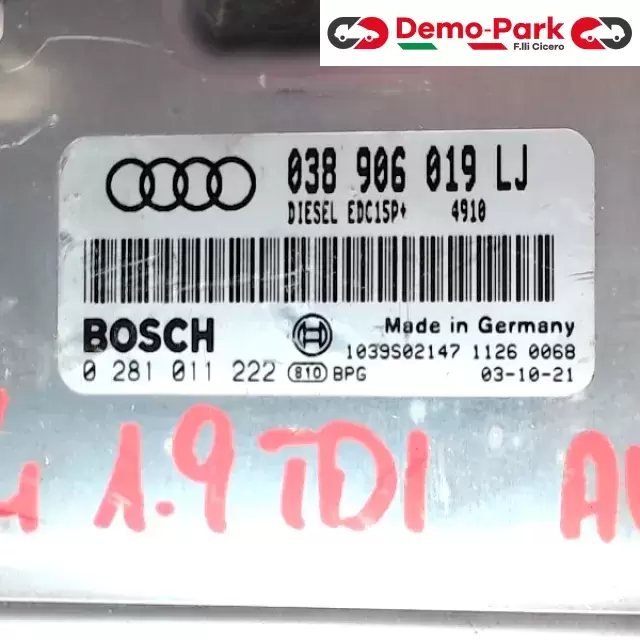 Demo-Park
F.lli Cicero
038 906 019 LJ
DIESEL EDC15P+ 4910
BOSCH
Made in Germany
1039S02147 1126 0068
0 281 011 222 810 BPG 03-10-21
1.9 TDI